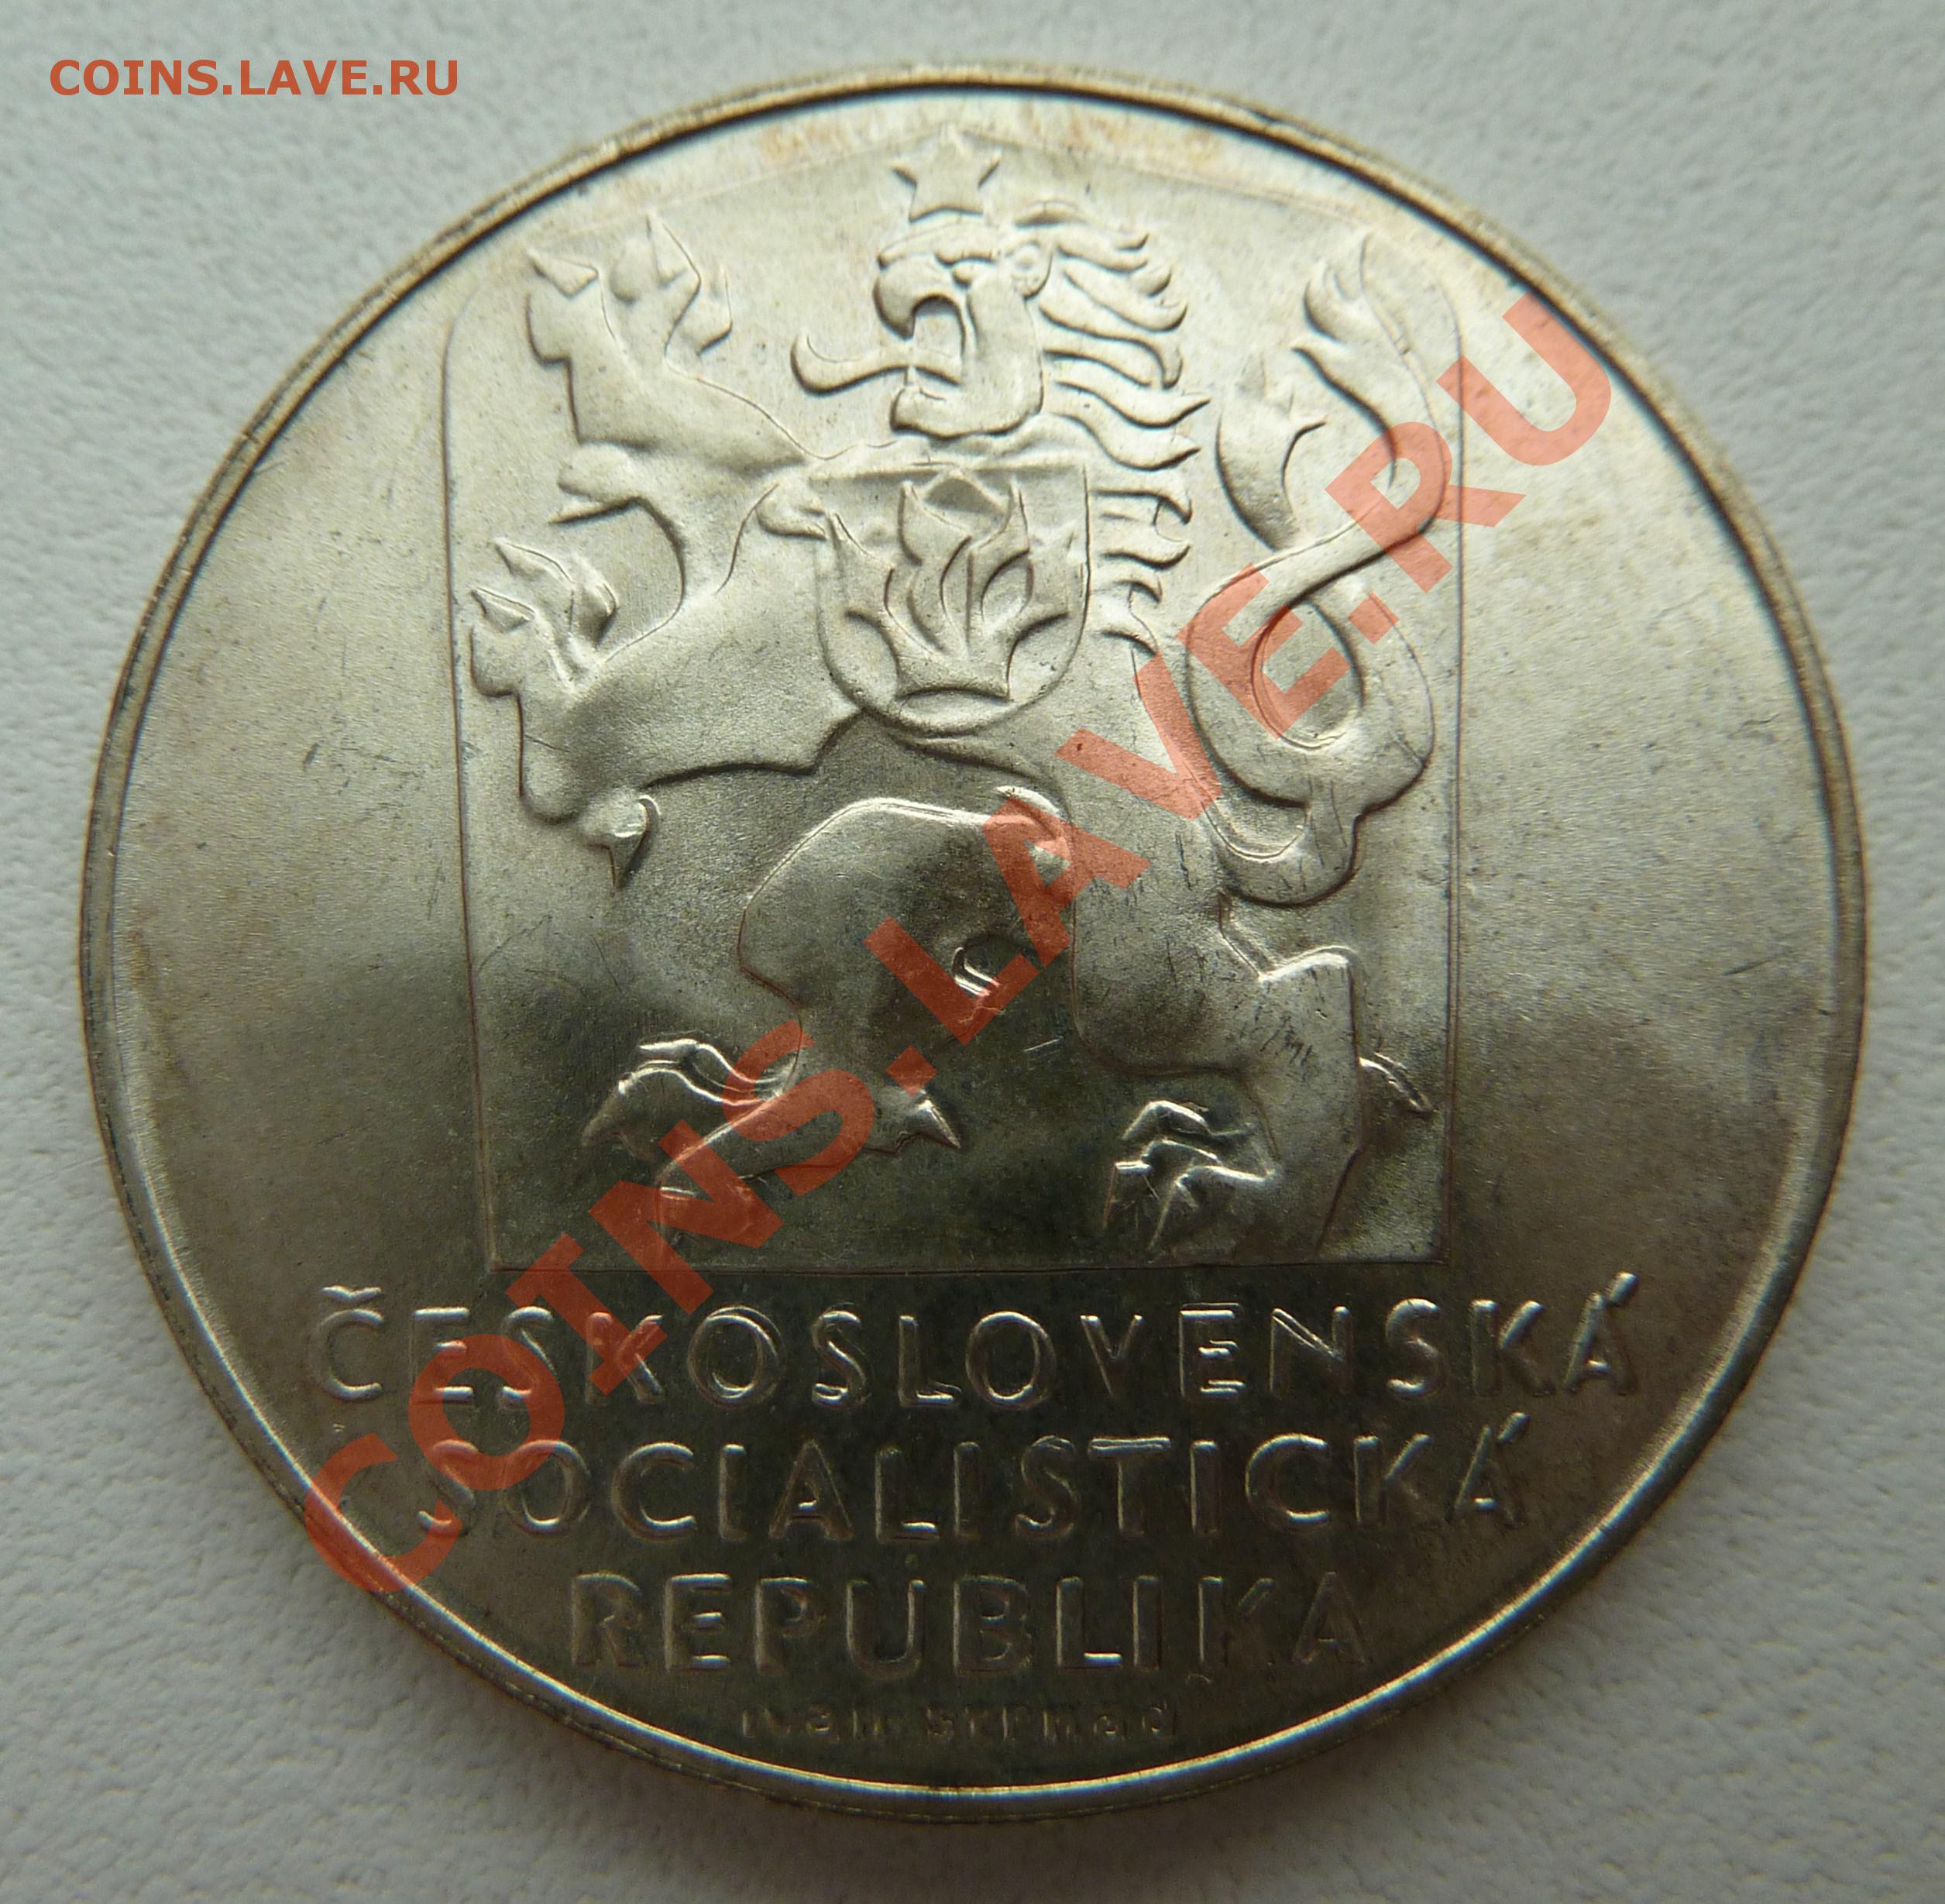 COINS.LAVE.RU
COINS.LAVE.RU
ČESKOSLOVENSKÁ
SOCIALISTICKÁ
REPUBLIKA